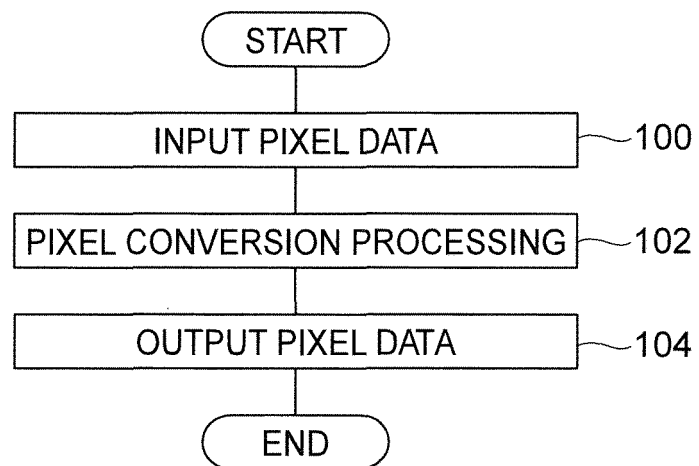 START
INPUT PIXEL DATA 100
PIXEL CONVERSION PROCESSING 102
OUTPUT PIXEL DATA 104
END